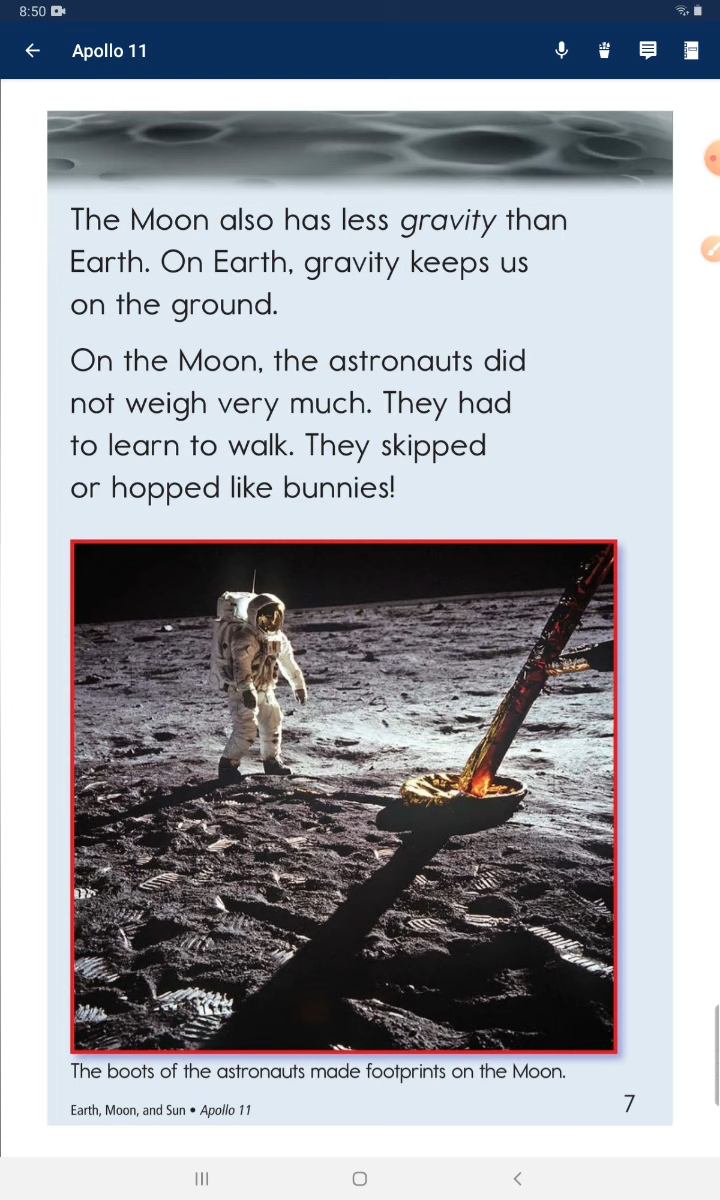 8:50
Apollo 11
The Moon also has less gravity than
Earth. On Earth, gravity keeps us
on the ground.
On the Moon, the astronauts did
not weigh very much. They had
to learn to walk. They skipped
or hopped like bunnies!
The boots of the astronauts made footprints on the Moon.
Earth, Moon, and Sun • Apollo 11
7